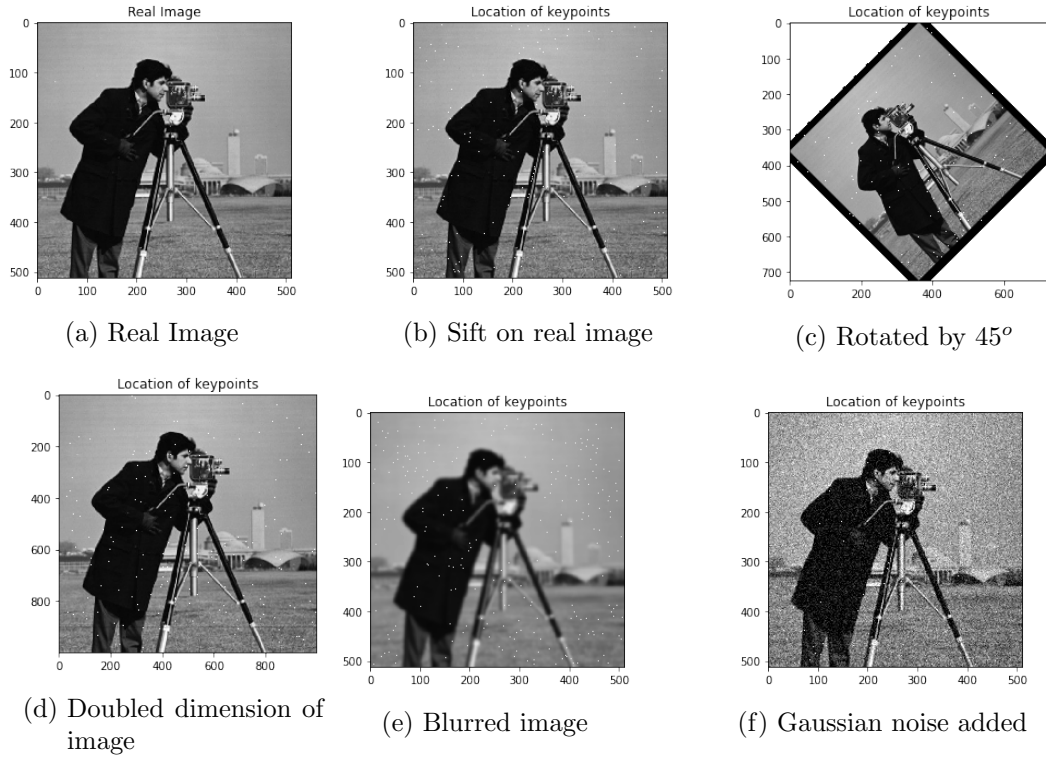 Real Image
0
100
200
300
400
500
0 100 200 300 400 500
(a) Real Image
Location of keypoints
0
100
200
300
400
500
0 100 200 300 400 500
(b) Sift on real image
Location of keypoints
0
100
200
300
400
500
600
700
0 200 400 600
(c) Rotated by 45º
Location of keypoints
0
200
400
600
800
0 200 400 600 800
(d) Doubled dimension of
image
Location of keypoints
0
100
200
300
400
500
0 100 200 300 400 500
(e) Blurred image
Location of keypoints
0
100
200
300
400
500
0 100 200 300 400 500
(f) Gaussian noise added